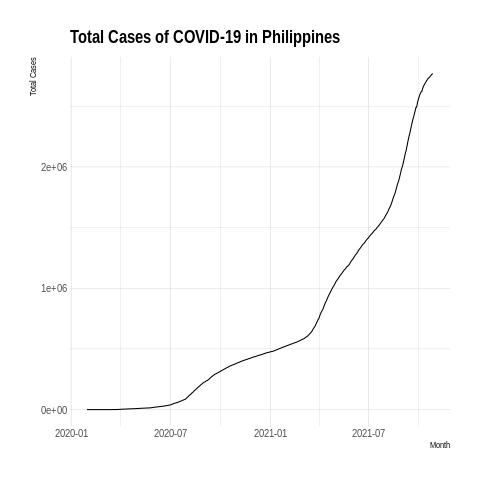 Total Cases of COVID-19 in Philippines
Total Cases
2e+06
1e+06
0e+00
2020-01 2020-07 2021-01 2021-07
Month